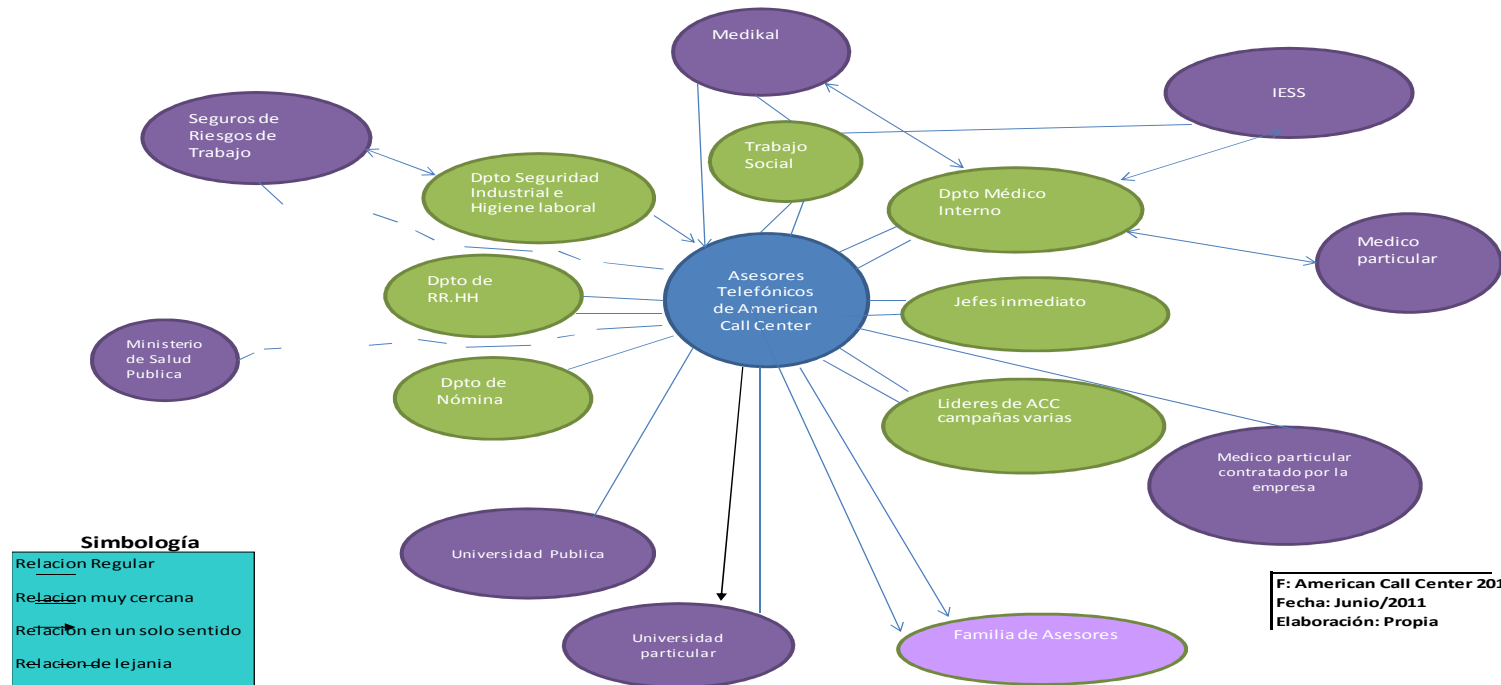 Medikal
IESS
Seguros de
Riesgos de
Trabajo
Trabajo
Social
Dpto Seguridad
Industrial e
Higiene laboral
Dpto Médico
Interno
Medico
particular
Asesores
Telefónicos
de American
Call Center
Dpto de
RR.HH
Jefes inmediato
Ministerio
de Salud
Publica
Dpto de
Nómina
Lideres de ACC
campañas varias
Medico particular
contratado por la
empresa
Universidad Publica
Universidad
particular
Familia de Asesores
Simbología
Relacion Regular
Relacion muy cercana
Relacion en un solo sentido
Relacion de lejania
F: American Call Center 201
Fecha: Junio/2011
Elaboración: Propia